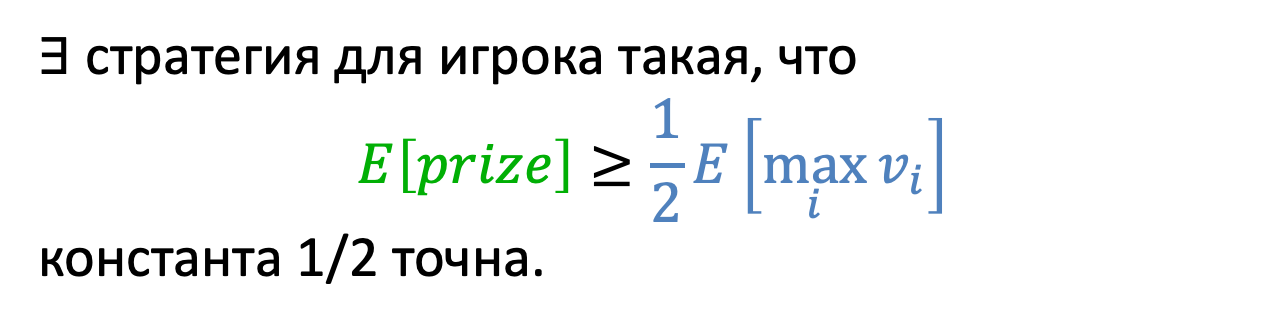 ∃ стратегия для игрока такая, что
E[prize] ≥ 1/2 E [max_i v_i]
константа 1/2 точна.